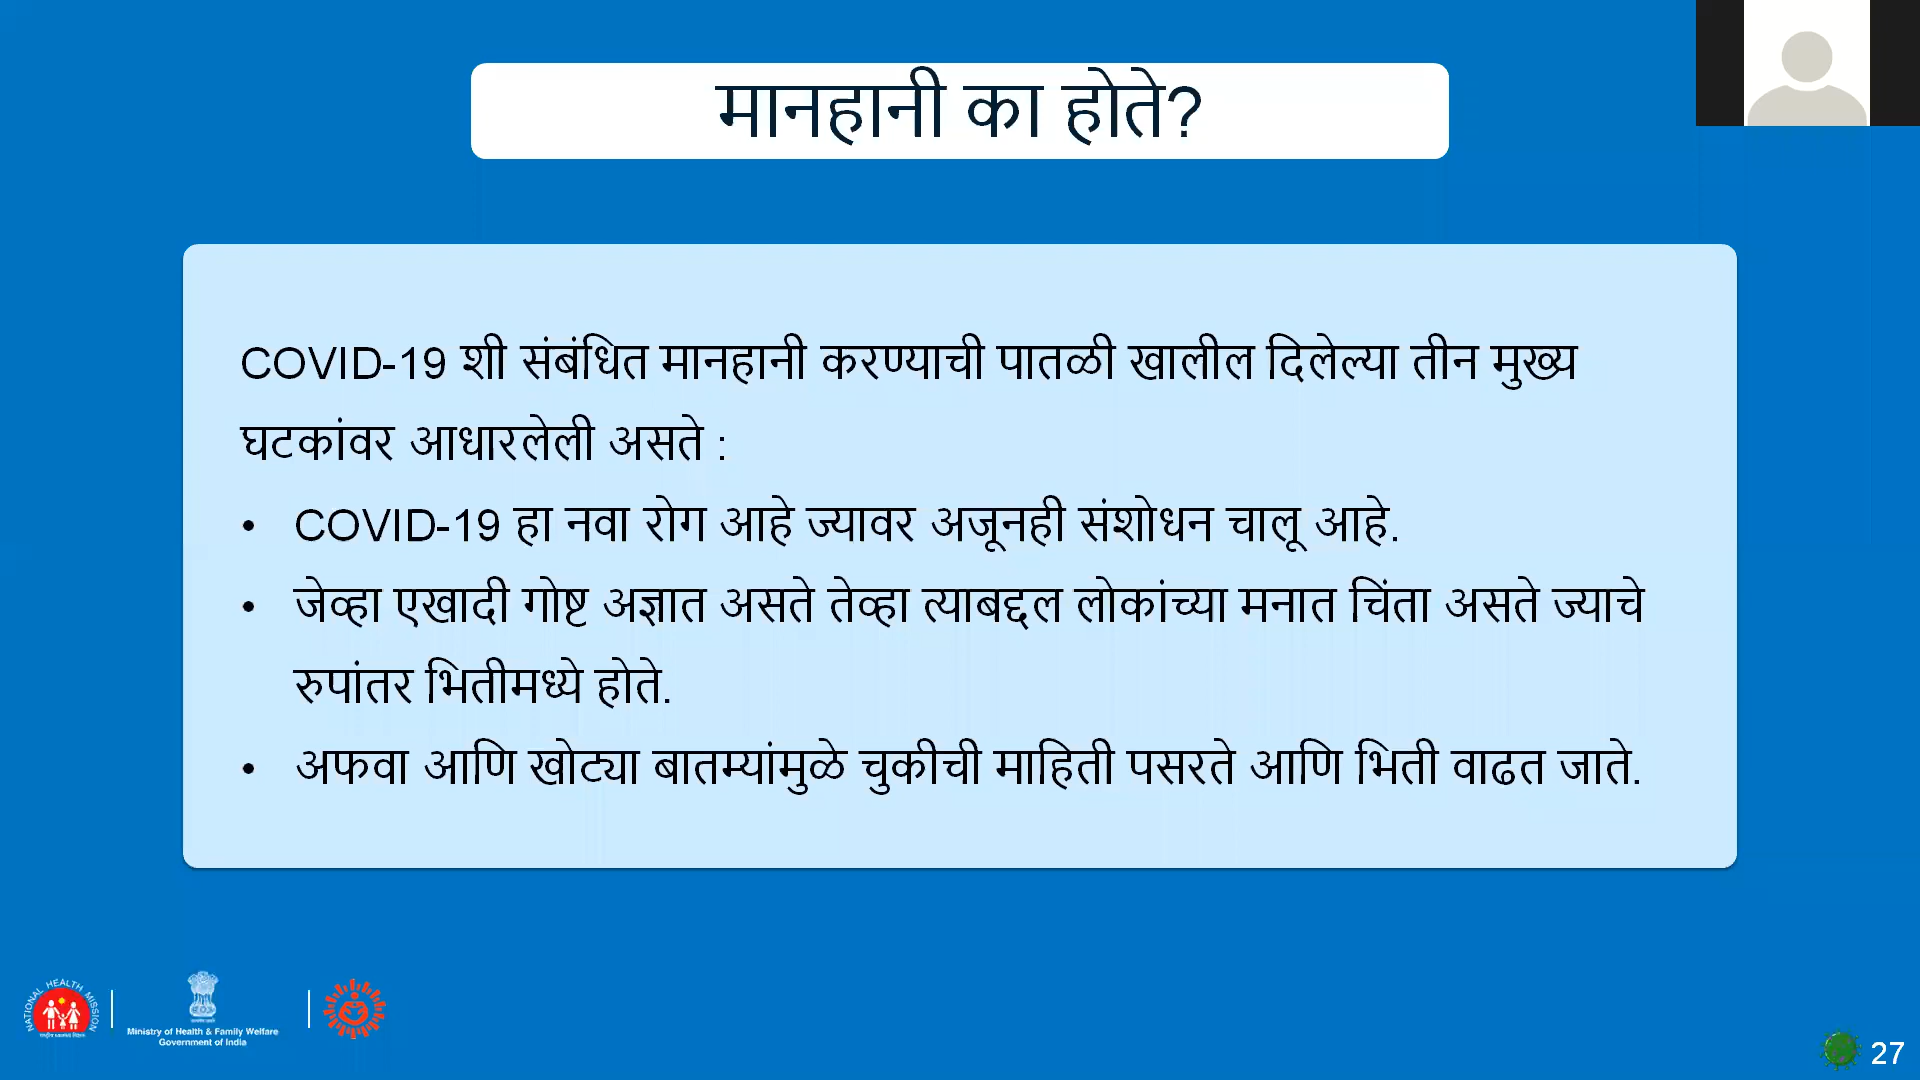 मानहानी का होते?
COVID-19 शी संबंधित मानहानी करण्याची पातळी खालील दिलेल्या तीन मुख्य
घटकांवर आधारलेली असते :
• COVID-19 हा नवा रोग आहे ज्यावर अजूनही संशोधन चालू आहे.
• जेव्हा एखादी गोष्ट अज्ञात असते तेव्हा त्याबद्दल लोकांच्या मनात चिंता असते ज्याचे
रुपांतर भितीमध्ये होते.
• अफवा आणि खोट्या बातम्यांमुळे चुकीची माहिती पसरते आणि भिती वाढत जाते.
NATIONAL HEALTH MISSION
Ministry of Health & Family Welfare
Government of India
27